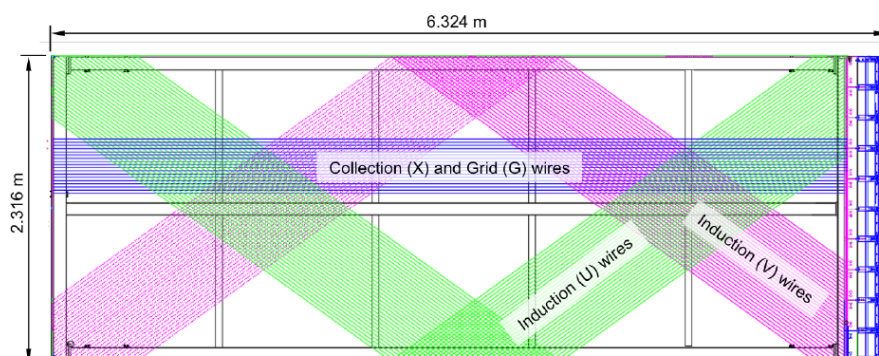 6.324 m
2.316 m
Collection (X) and Grid (G) wires
Induction (U) wires
Induction (V) wires